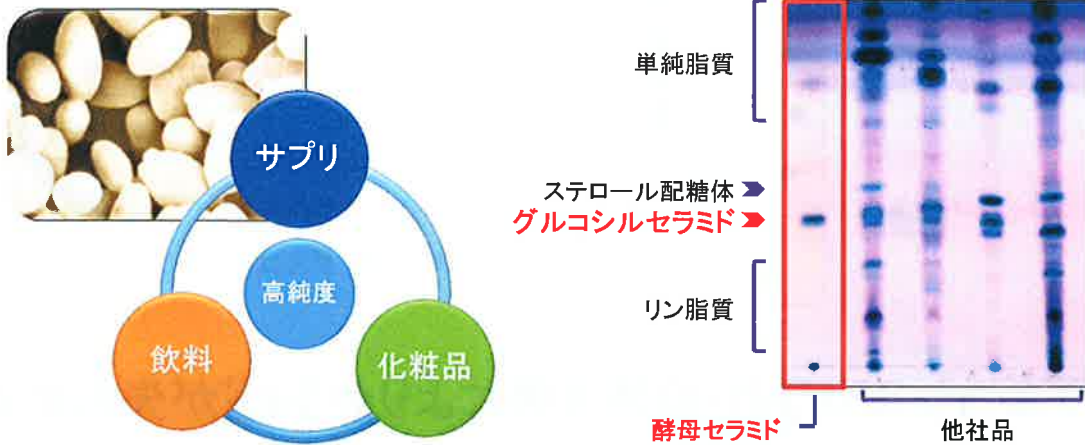 サプリ
高純度
飲料
化粧品
単純脂質
ステロール配糖体
グルコシルセラミド
リン脂質
酵母セラミド
他社品